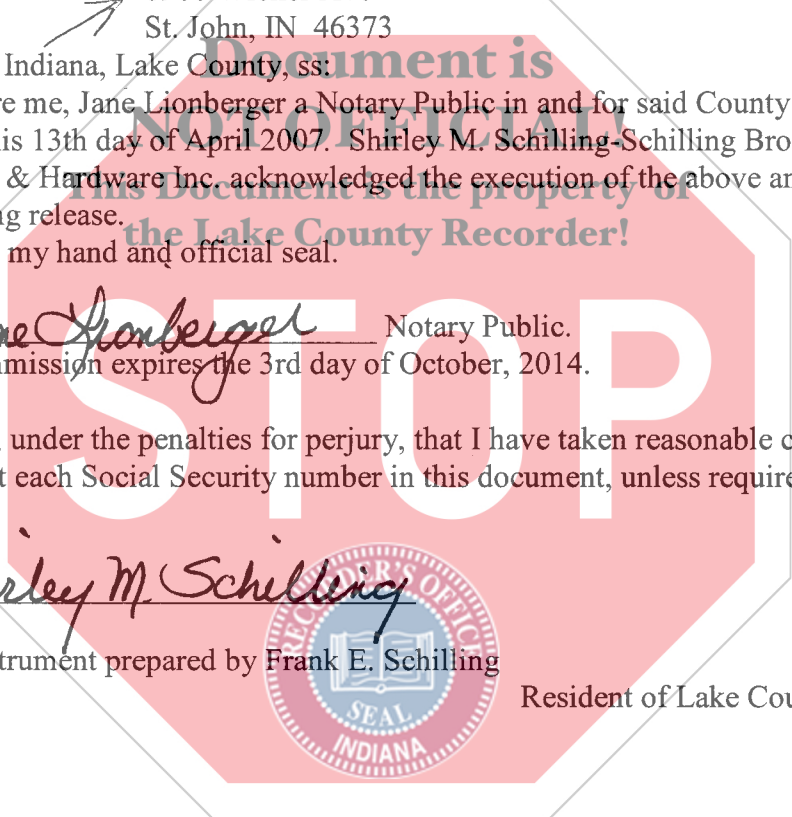 St. John, IN 46373
Document is
Indiana, Lake County, ss:
re me, Jane Lionberger a Notary Public in and for said County
NOT OFFICIAL!
is 13th day of April 2007. Shirley M. Schilling-Schilling Bro
& Hardware Inc. acknowledged the execution of the above an
This Document is the property of
ng release.
the Lake County Recorder!
my hand and official seal.
ne Lionberger Notary Public.
mmission expires the 3rd day of October, 2014.
STOP
, under the penalties for perjury, that I have taken reasonable c
t each Social Security number in this document, unless require
rley M. Schilling
RECORDER'S OFFICE
trument prepared by Frank E. Schilling
Resident of Lake Cou
SEAL
INDIANA